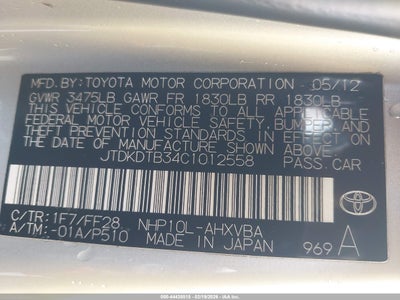 MFD.BY:TOYOTA MOTOR CORPORATION 05/12
GVWR 3475LB GAWR FR 1830LB RR 1830LB
THIS VEHICLE CONFORMS TO ALL APPLICABLE
FEDERAL MOTOR VEHICLE SAFETY, BUMPER, AND
THEFT PREVENTION STANDARDS IN EFFECT ON
THE DATE OF MANUFACTURE SHOWN ABOVE.
JTDKDTB34C1012558 PASS.CAR
C/TR:1F7/FF28 NHP10L-AHXVBA
A/TM:-01A/P510 MADE IN JAPAN 969 A
TOYOTA